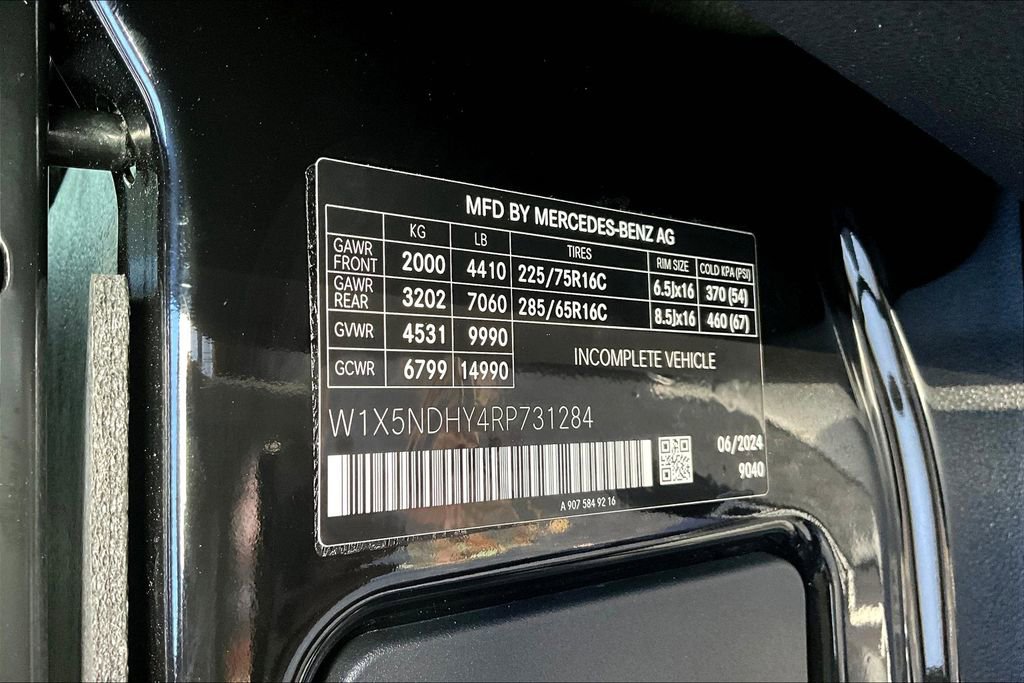 MFD BY MERCEDES-BENZ AG
KG LB TIRES RIM SIZE COLD KPA (PSI)
GAWR FRONT 2000 4410 225/75R16C 6.5Jx16 370 (54)
GAWR REAR 3202 7060 285/65R16C 8.5Jx16 460 (67)
GVWR 4531 9990
GCWR 6799 14990
INCOMPLETE VEHICLE
W1X5NDHY4RP731284
06/2024
9040
A 907 584 92 16